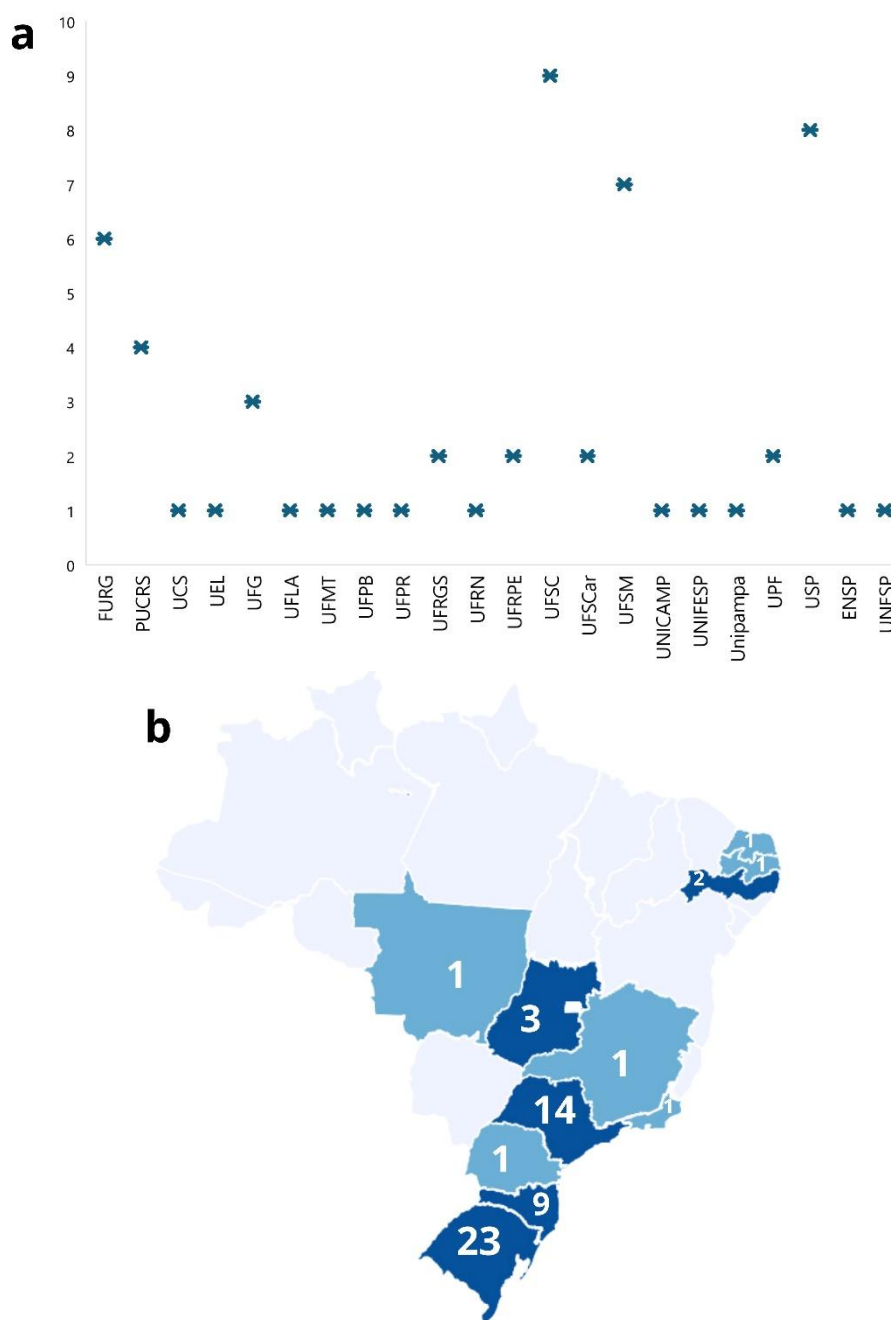 a
10
9
8
7
6
5
4
3
2
1
0
FURG
PUCRS
UCS
UEL
UFG
UFLA
UFMT
UFPB
UFPR
UFRGS
UFRN
UFRPE
UFSC
UFSCar
UFSM
UNICAMP
UNIFESP
Unipampa
UPF
USP
ENSP
UNESP
b
1
1
2
1
3
1
14
1
1
9
23